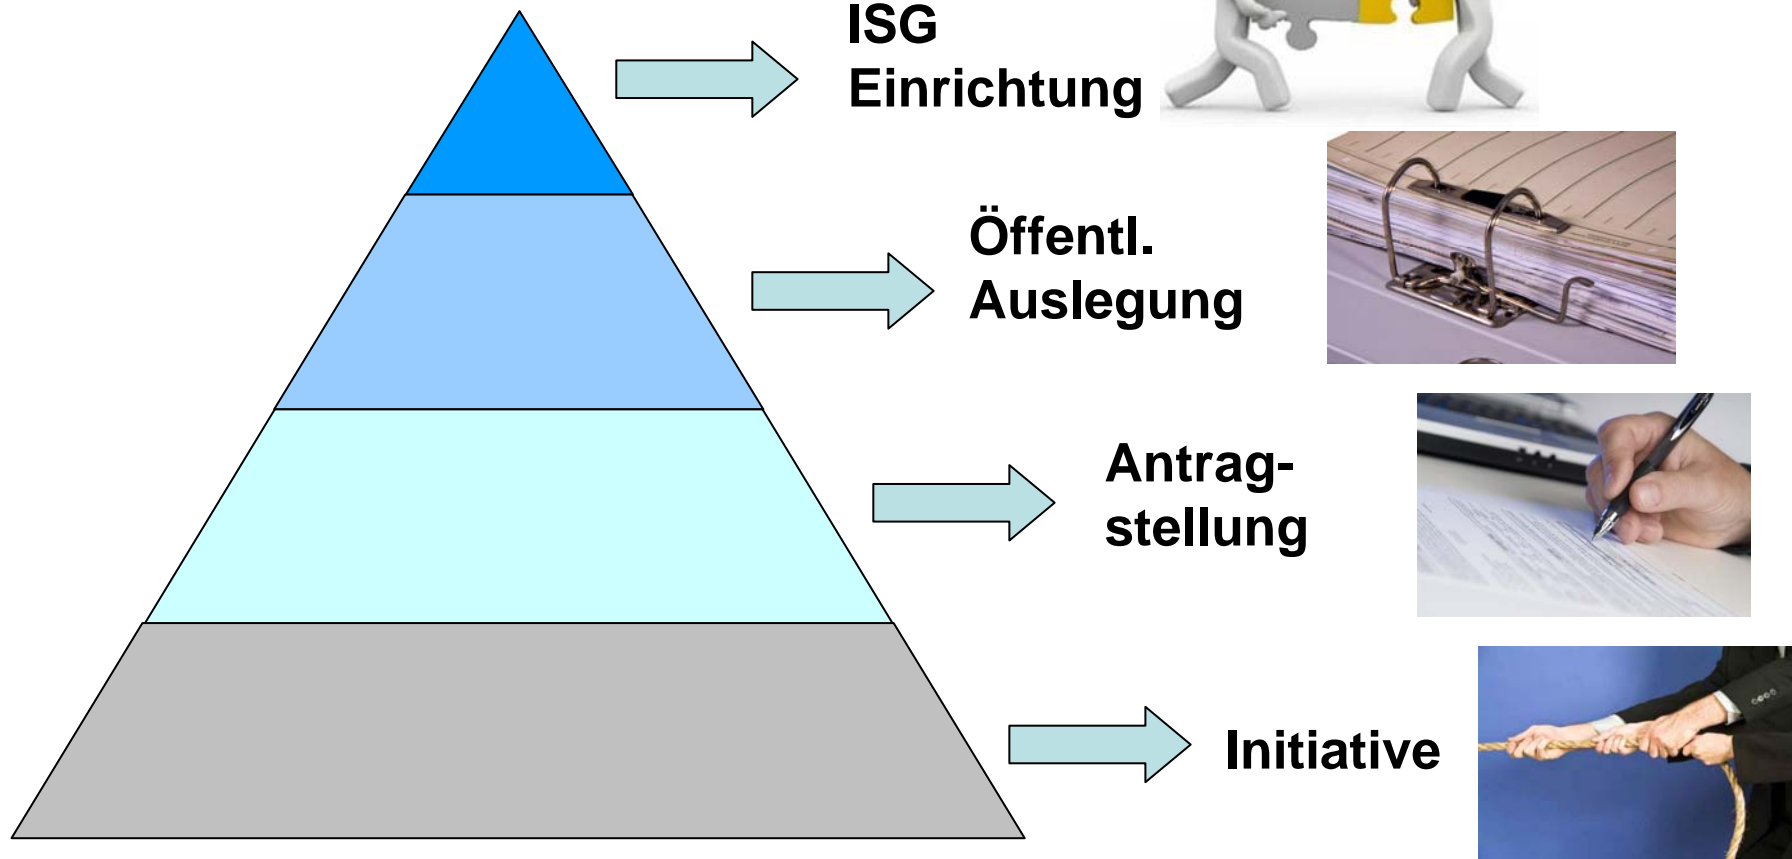 ISG
Einrichtung
Öffentl.
Auslegung
Antrag-
stellung
Initiative